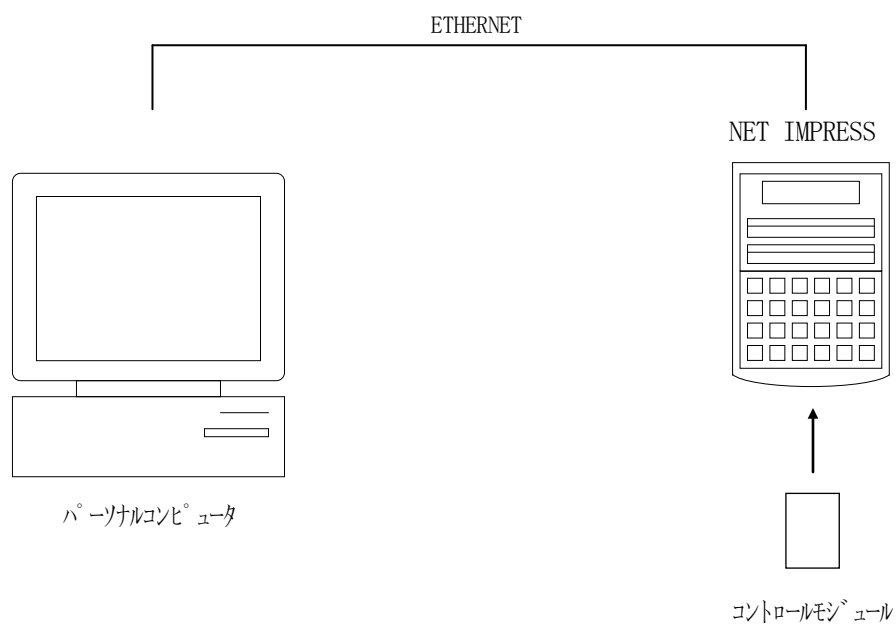 ETHERNET
NET IMPRESS
ﾊﾟｰｿﾅﾙｺﾝﾋﾟｭｰﾀ
ｺﾝﾄﾛｰﾙﾓｼﾞｭｰﾙ